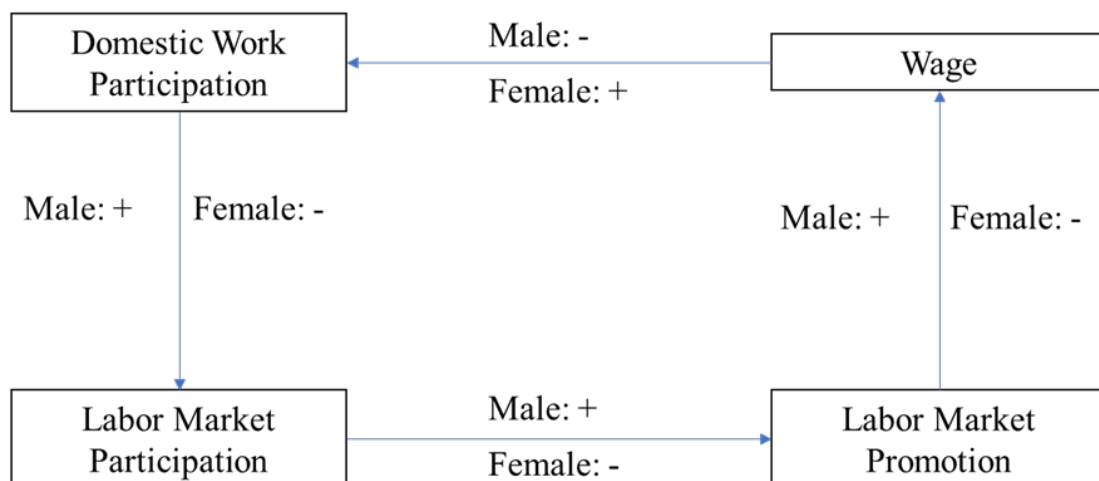 Domestic Work
Participation
Male: -
Female: +
Wage
Male: +
Female: -
Male: +
Female: -
Labor Market
Participation
Male: +
Female: -
Labor Market
Promotion